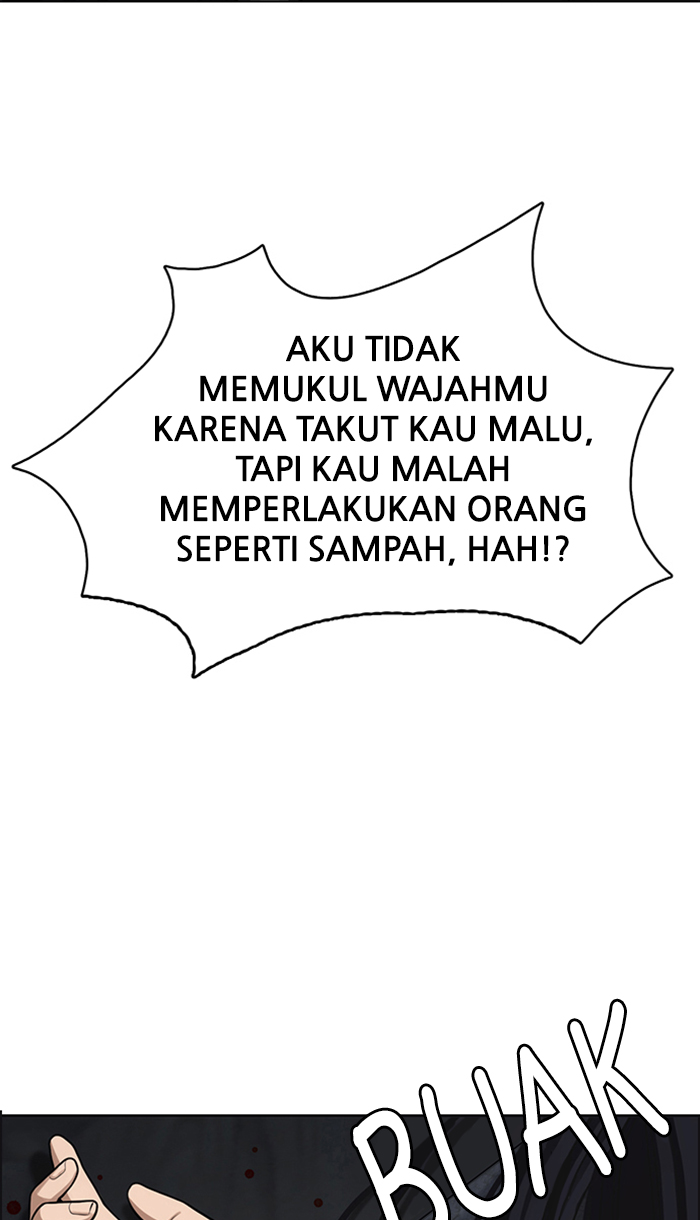 AKU TIDAK
MEMUKUL WAJAHMU
KARENA TAKUT KAU MALU,
TAPI KAU MALAH
MEMPERLAKUKAN ORANG
SEPERTI SAMPAH, HAH!?
BUAK